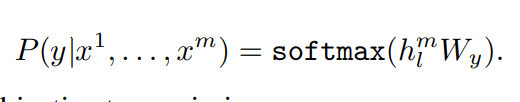 P(y|x^1, . . . , x^m) = softmax(h_l^m W_y).